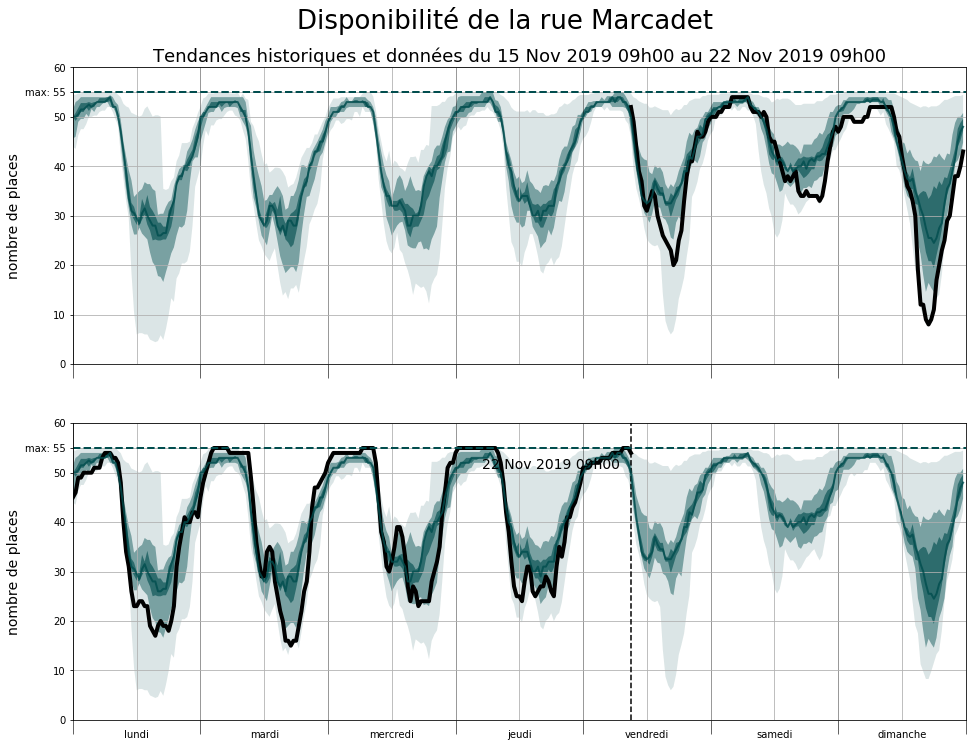 Disponibilité de la rue Marcadet
Tendances historiques et données du 15 Nov 2019 09h00 au 22 Nov 2019 09h00
60
max: 55
50
40
30
20
10
0
nombre de places
60
max: 55
50
40
30
20
10
0
nombre de places
22 Nov 2019 09h00
lundi
mardi
mercredi
jeudi
vendredi
samedi
dimanche